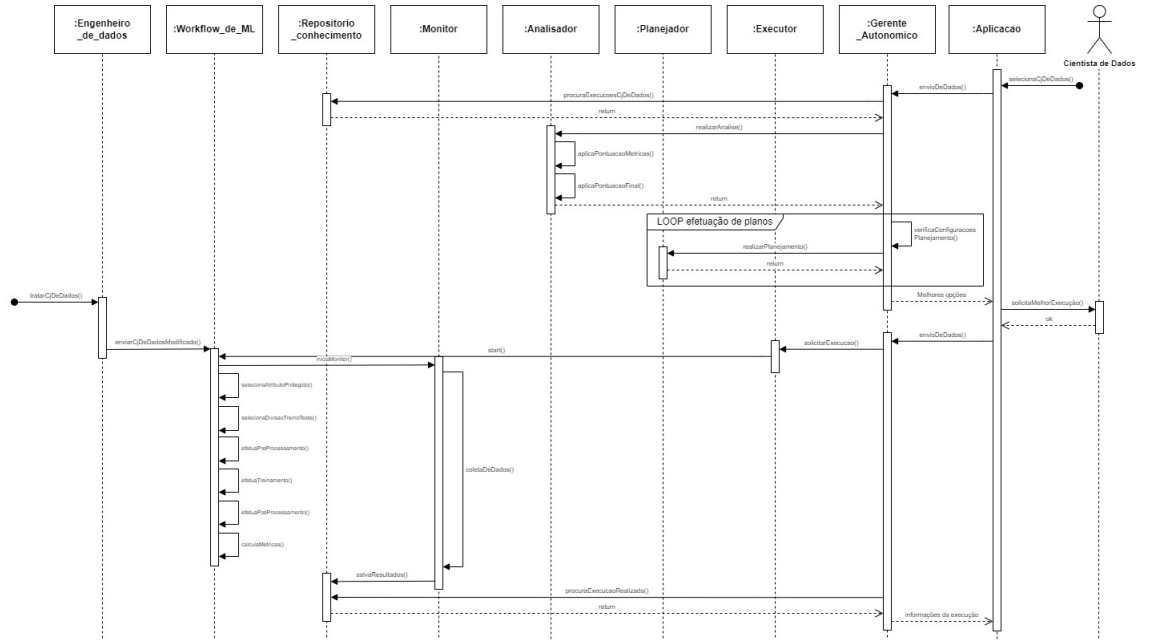 :Engenheiro
_de_dados
:Workflow_de_ML
:Repositorio
_conhecimento
:Monitor
:Analisador
:Planejador
:Executor
:Gerente
_Autonomico
:Aplicacao
Cientista de Dados
selecionaCjDeDados()
envioDeDados()
procuraExecucoesCjDeDados()
return
realizarAnalise()
aplicaPontuacaoMetricas()
aplicaPontuacaoFinal()
return
LOOP efetuação de planos
verificaConfiguracoes
Planejamento()
realizarPlanejamento()
return
tratarCjDeDados()
Melhores opções
solicitaMelhorExecução()
ok
enviarCjDeDadosModificado()
start()
solicitarExecucao()
envioDeDados()
iniciaMonitor()
selecionaAtributoProtegido()
selecionaDivisaoTreinoTeste()
efetuaPreProcessamento()
coletaDeDados()
efetuaTreinamento()
efetuaPosProcessamento()
calculaMetricas()
salvaResultados()
procuraExecucaoRealizada()
return
informações da execução